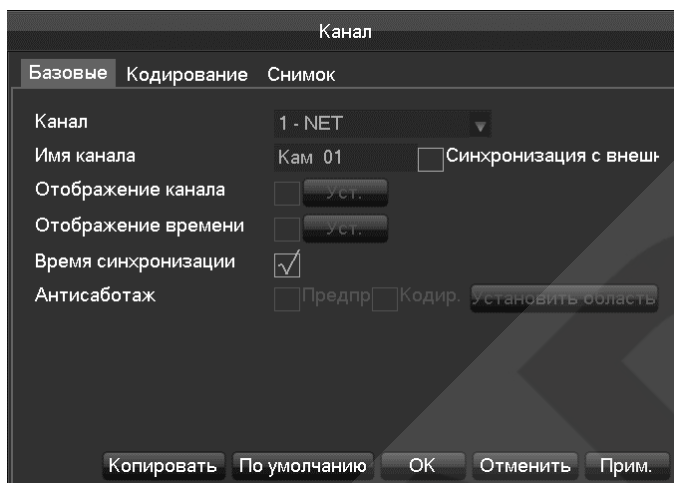 Канал
Базовые Кодирование Снимок
Канал 1 - NET
Имя канала Кам 01 Синхронизация с внешн
Отображение канала Уст.
Отображение времени Уст.
Время синхронизации
Антисаботаж Предпр Кодир. Установить область
Копировать По умолчанию OK Отменить Прим.